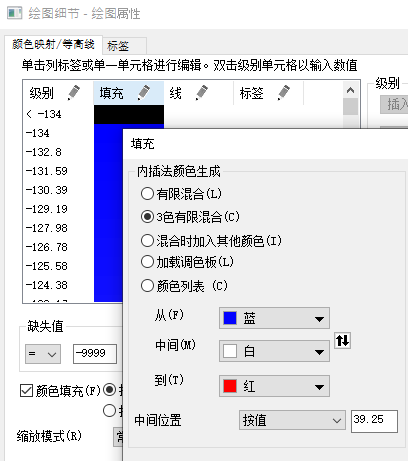 绘图细节 - 绘图属性
颜色映射/等高线 标签
单击列标签或单一单元格进行编辑。双击级别单元格以输入数值
级别 填充 线 标签 级别
< -134
-134
-132.8
-131.59
-130.39
-129.19
-127.98
-126.78
-125.58
-124.38
填充
内插法颜色生成
有限混合(L)
3色有限混合(C)
混合时加入其他颜色(I)
加载调色板(L)
颜色列表 (C)
从(F) 蓝
中间(M) 白
到(T) 红
中间位置 按值 39.25
缺失值
= -9999
颜色填充(F)
缩放模式(R)